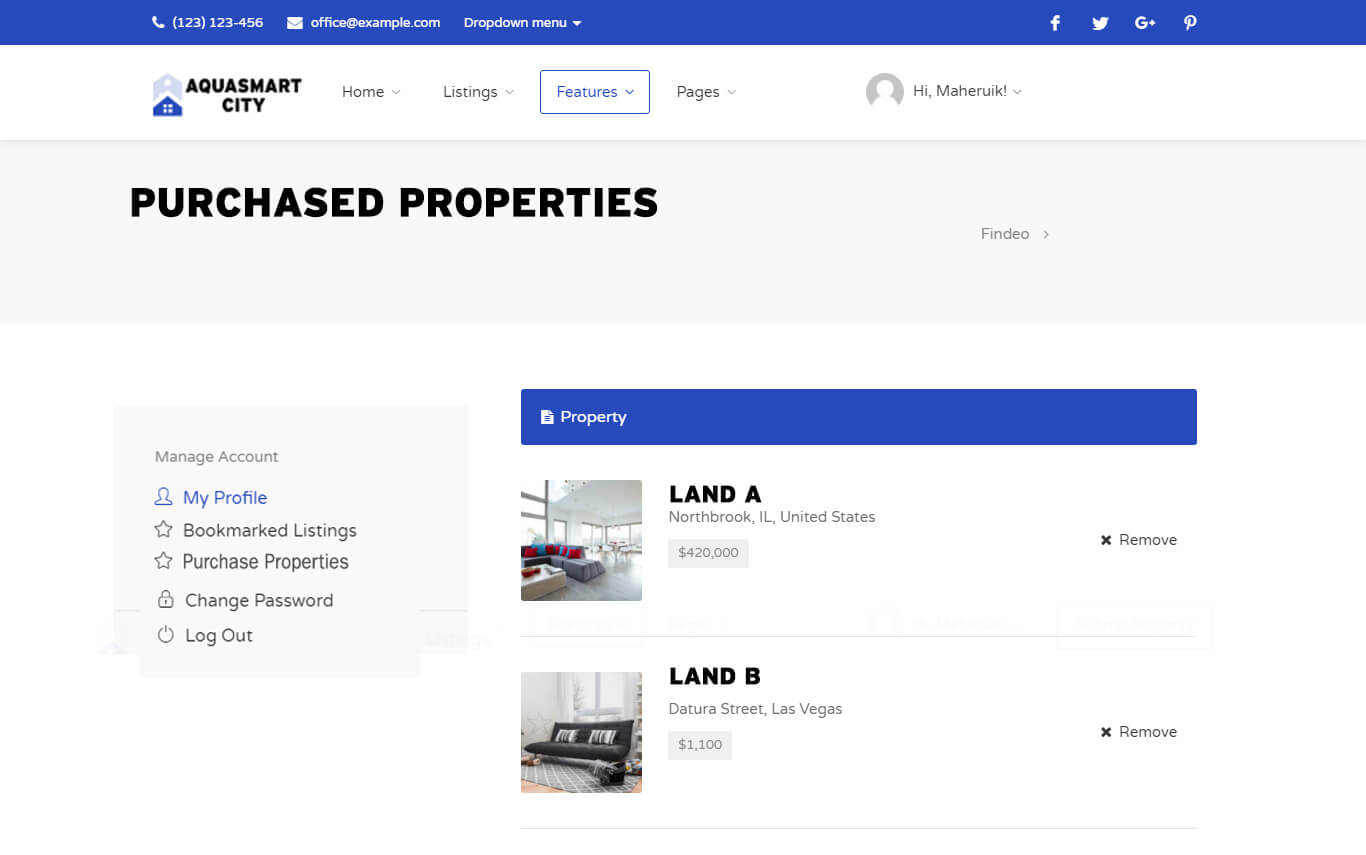 (123) 123-456 office@example.com Dropdown menu
AQUASMART
CITY
Home Listings Features Pages Hi, Maheruik!
PURCHASED PROPERTIES
Findeo
Property
Manage Account
My Profile
Bookmarked Listings
Purchase Properties
Change Password
Log Out
LAND A
Northbrook, IL, United States
$420,000
Remove
LAND B
Datura Street, Las Vegas
$1,100
Remove